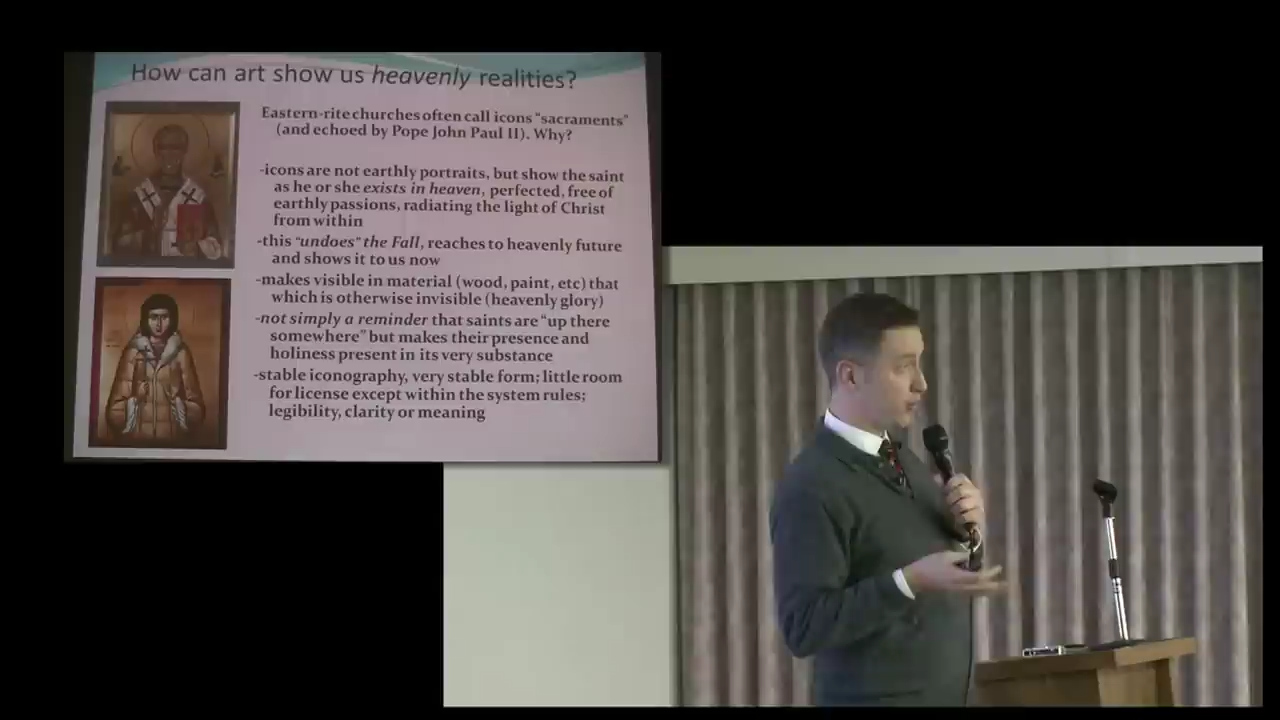 How can art show us heavenly realities?
Eastern-rite churches often call icons "sacraments"
(and echoed by Pope John Paul II). Why?
-icons are not earthly portraits, but show the saint
as he or she exists in heaven, perfected, free of
earthly passions, radiating the light of Christ
from within
-this "undoes" the Fall, reaches to heavenly future
and shows it to us now
-makes visible in material (wood, paint, etc) that
which is otherwise invisible (heavenly glory)
-not simply a reminder that saints are "up there
somewhere" but makes their presence and
holiness present in its very substance
-stable iconography, very stable form; little room
for license except within the system rules;
legibility, clarity or meaning